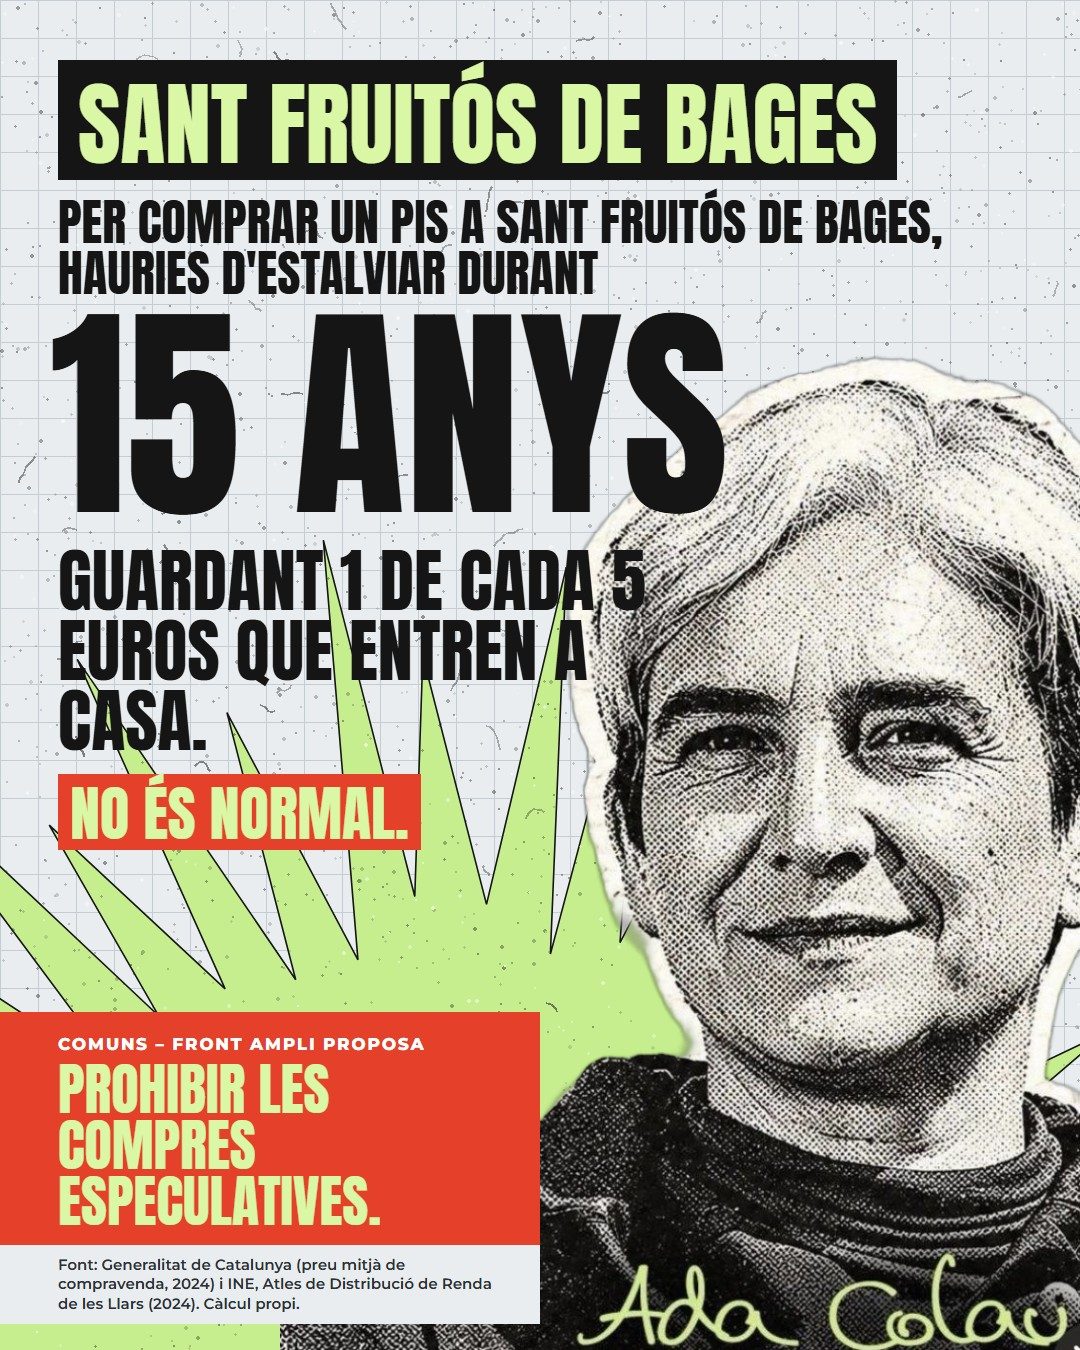 SANT FRUITÓS DE BAGES
PER COMPRAR UN PIS A SANT FRUITÓS DE BAGES,
HAURIES D'ESTALVIAR DURANT
15 ANYS
GUARDANT 1 DE CADA 5
EUROS QUE ENTREN A
CASA.
NO ÉS NORMAL.
COMUNS – FRONT AMPLI PROPOSA
PROHIBIR LES
COMPRES
ESPECULATIVES.
Font: Generalitat de Catalunya (preu mitjà de
compravenda, 2024) i INE, Atles de Distribució de Renda
de les Llars (2024). Càlcul propi.
Ada Colau